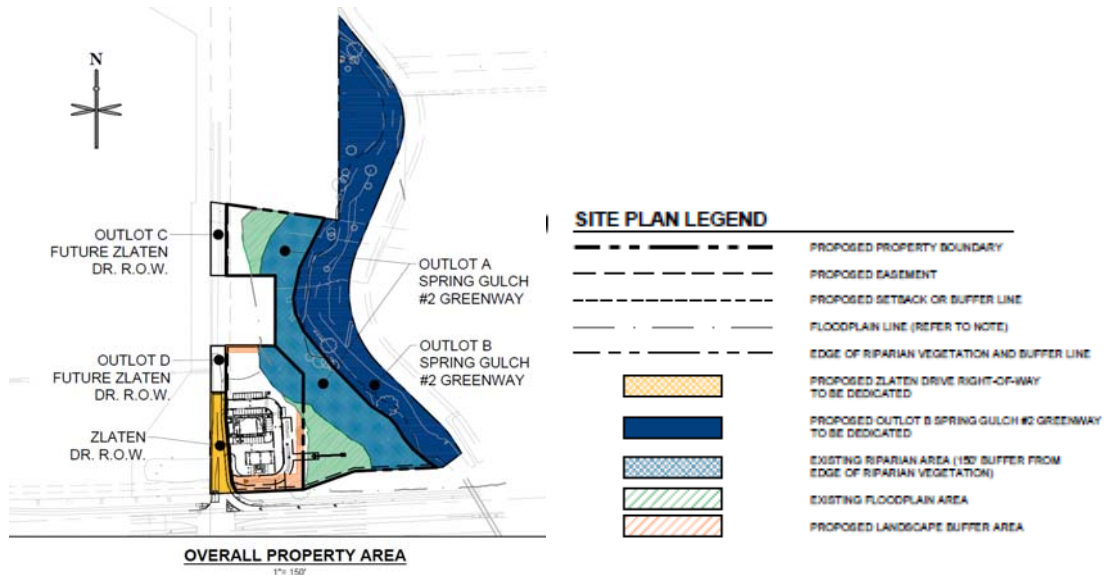 N
OUTLOT C
FUTURE ZLATEN
DR. R.O.W.
OUTLOT A
SPRING GULCH
#2 GREENWAY
OUTLOT D
FUTURE ZLATEN
DR. R.O.W.
OUTLOT B
SPRING GULCH
#2 GREENWAY
ZLATEN
DR. R.O.W.
OVERALL PROPERTY AREA
1"= 150'
SITE PLAN LEGEND
PROPOSED PROPERTY BOUNDARY
PROPOSED EASEMENT
PROPOSED SETBACK OR BUFFER LINE
FLOODPLAIN LINE (REFER TO NOTE)
EDGE OF RIPARIAN VEGETATION AND BUFFER LINE
PROPOSED ZLATEN DRIVE RIGHT-OF-WAY
TO BE DEDICATED
PROPOSED OUTLOT B SPRING GULCH #2 GREENWAY
TO BE DEDICATED
EXISTING RIPARIAN AREA (150' BUFFER FROM
EDGE OF RIPARIAN VEGETATION)
EXISTING FLOODPLAIN AREA
PROPOSED LANDSCAPE BUFFER AREA